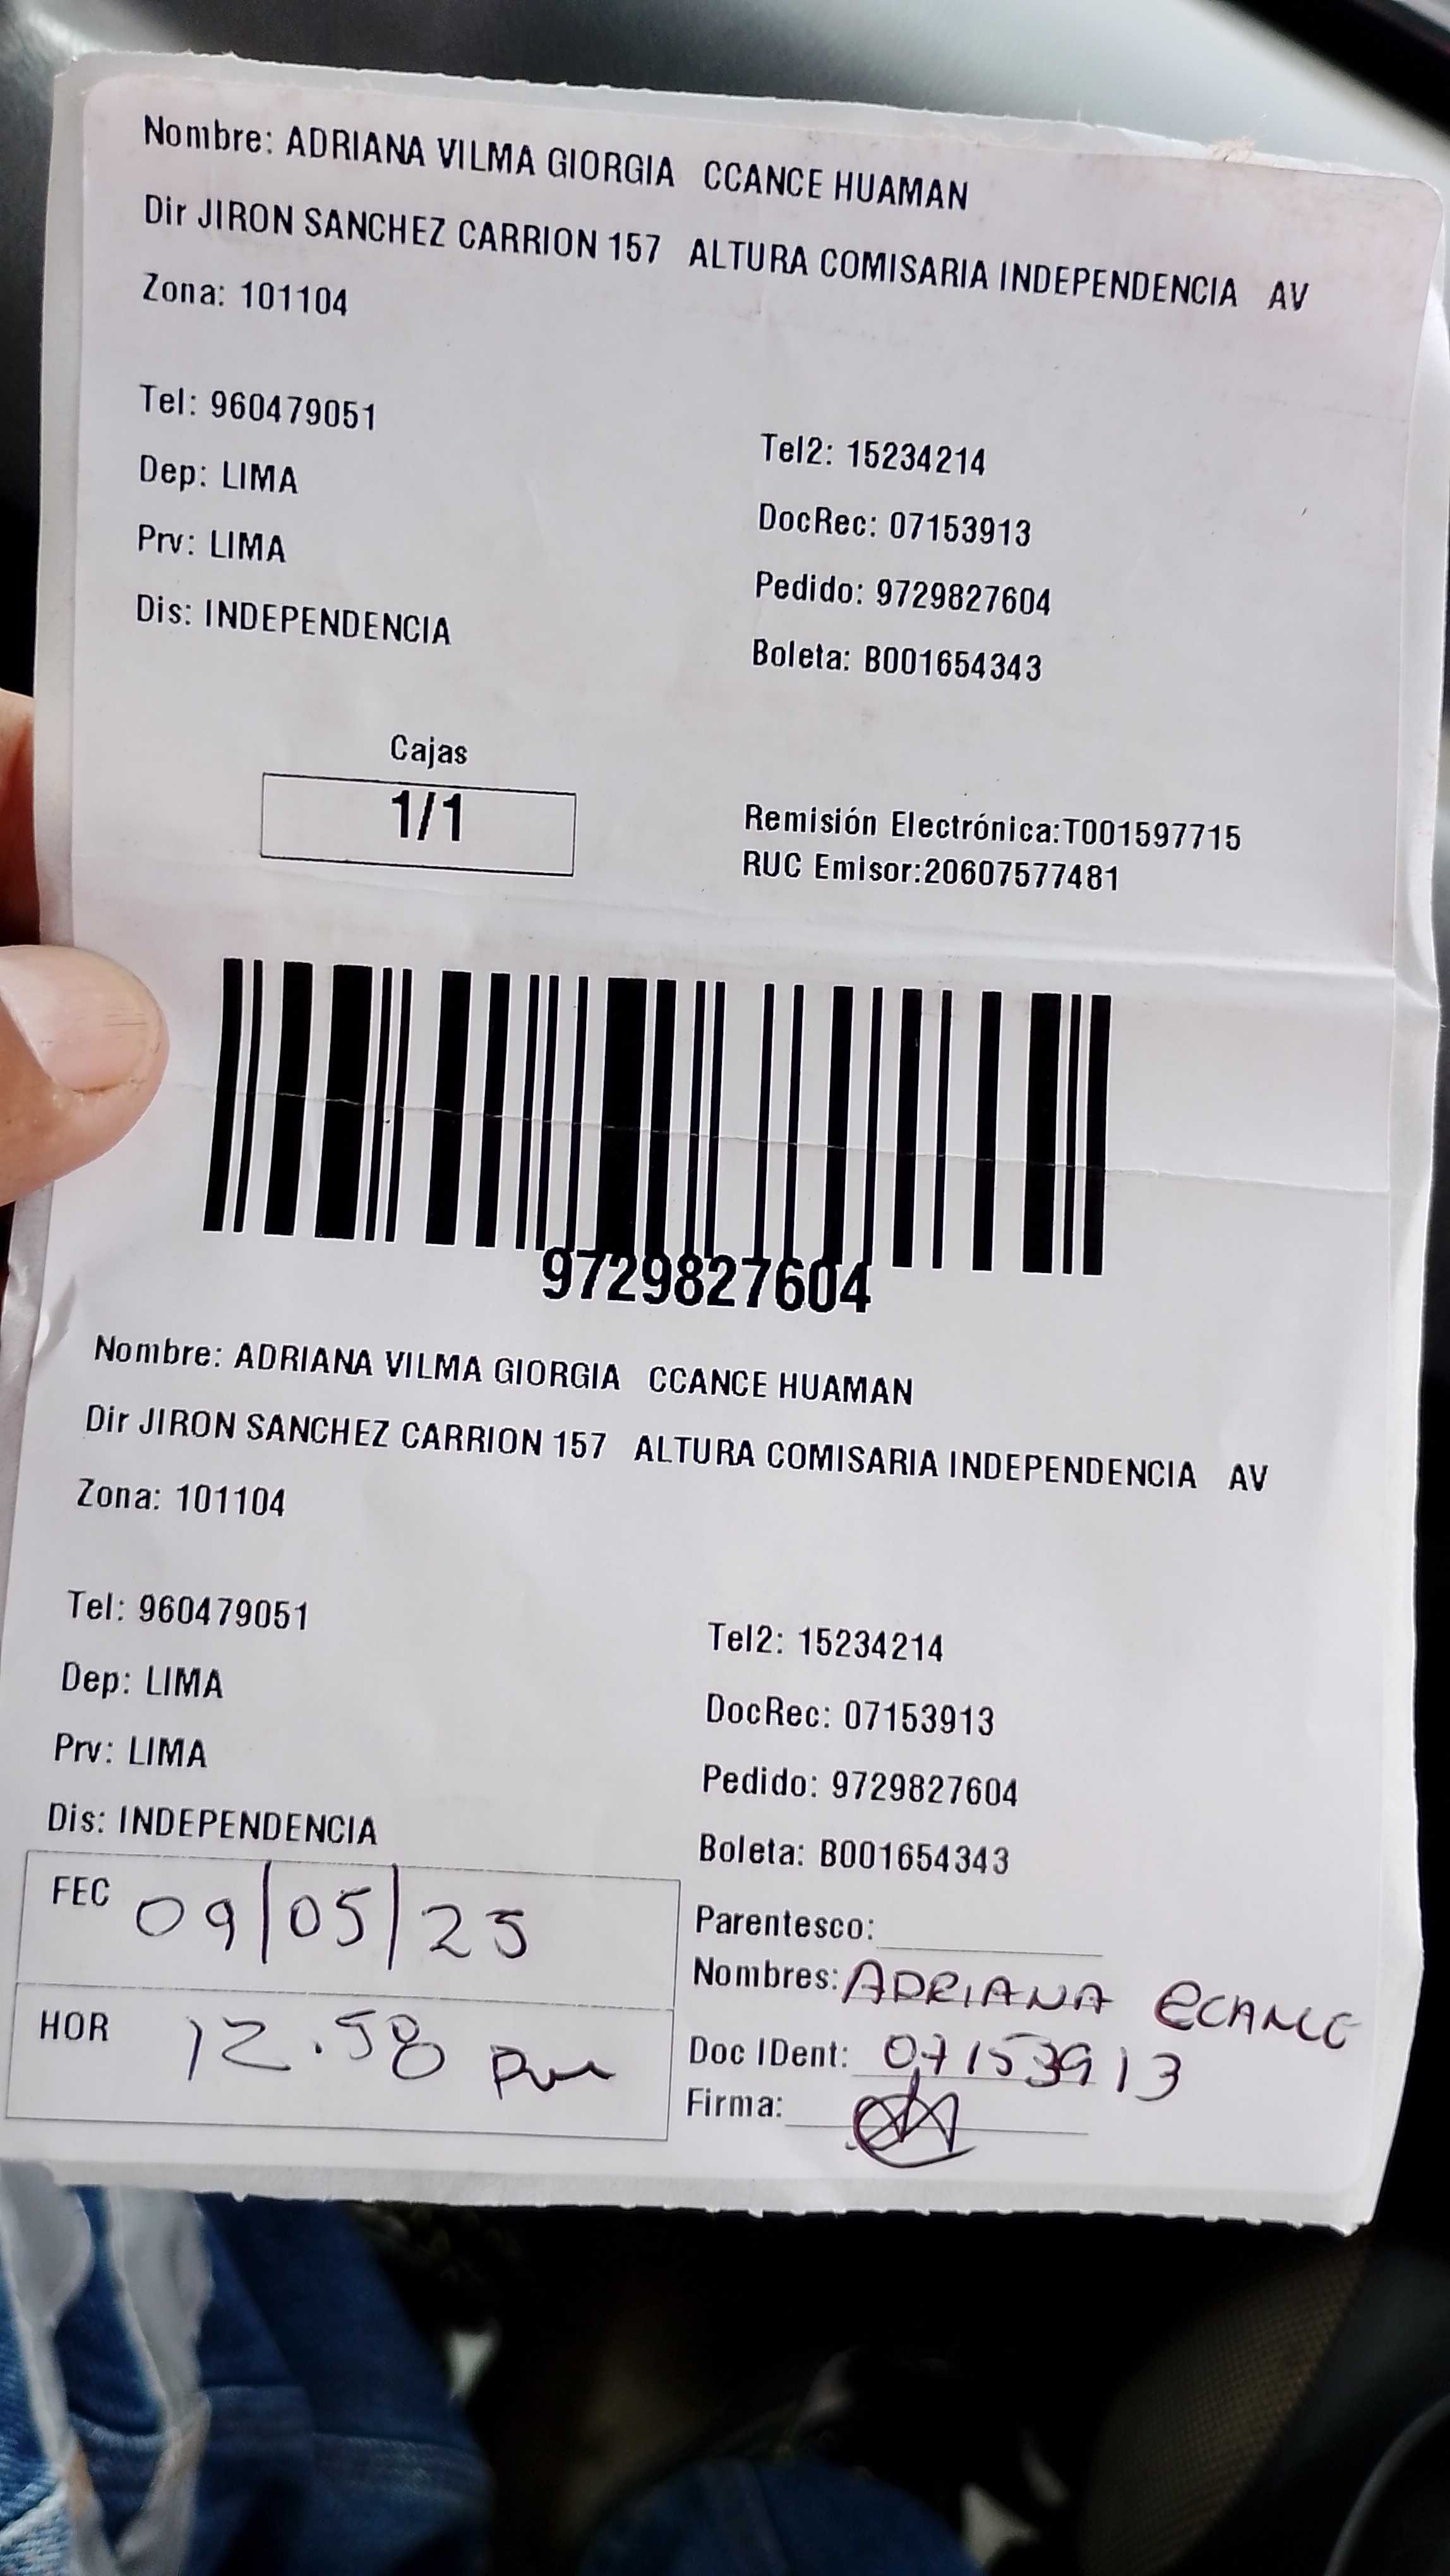 Nombre: ADRIANA VILMA GIORGIA CCANCE HUAMAN
Dir JIRON SANCHEZ CARRION 157 ALTURA COMISARIA INDEPENDENCIA AV
Zona: 101104
Tel: 960479051
Tel2: 15234214
Dep: LIMA
DocRec: 07153913
Prv: LIMA
Pedido: 9729827604
Dis: INDEPENDENCIA
Boleta: B001654343
Cajas
1/1
Remisión Electrónica:T001597715
RUC Emisor:20607577481
9729827604
Nombre: ADRIANA VILMA GIORGIA CCANCE HUAMAN
Dir JIRON SANCHEZ CARRION 157 ALTURA COMISARIA INDEPENDENCIA AV
Zona: 101104
Tel: 960479051
Tel2: 15234214
Dep: LIMA
DocRec: 07153913
Prv: LIMA
Pedido: 9729827604
Dis: INDEPENDENCIA
Boleta: B001654343
FEC 09/05/25
Parentesco:
Nombres: ADRIANA CCANCE
HOR 12.58 pm
Doc IDent: 07153913
Firma: